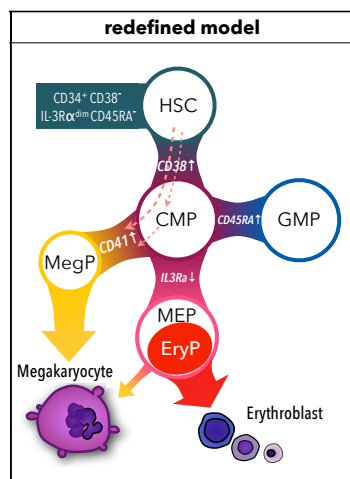 redefined model
CD34⁺ CD38⁻
IL-3Rα^dim CD45RA⁻
HSC
CD38↑
CMP
CD45RA↑
GMP
CD41↑
MegP
IL3Ra↓
MEP
EryP
Megakaryocyte
Erythroblast